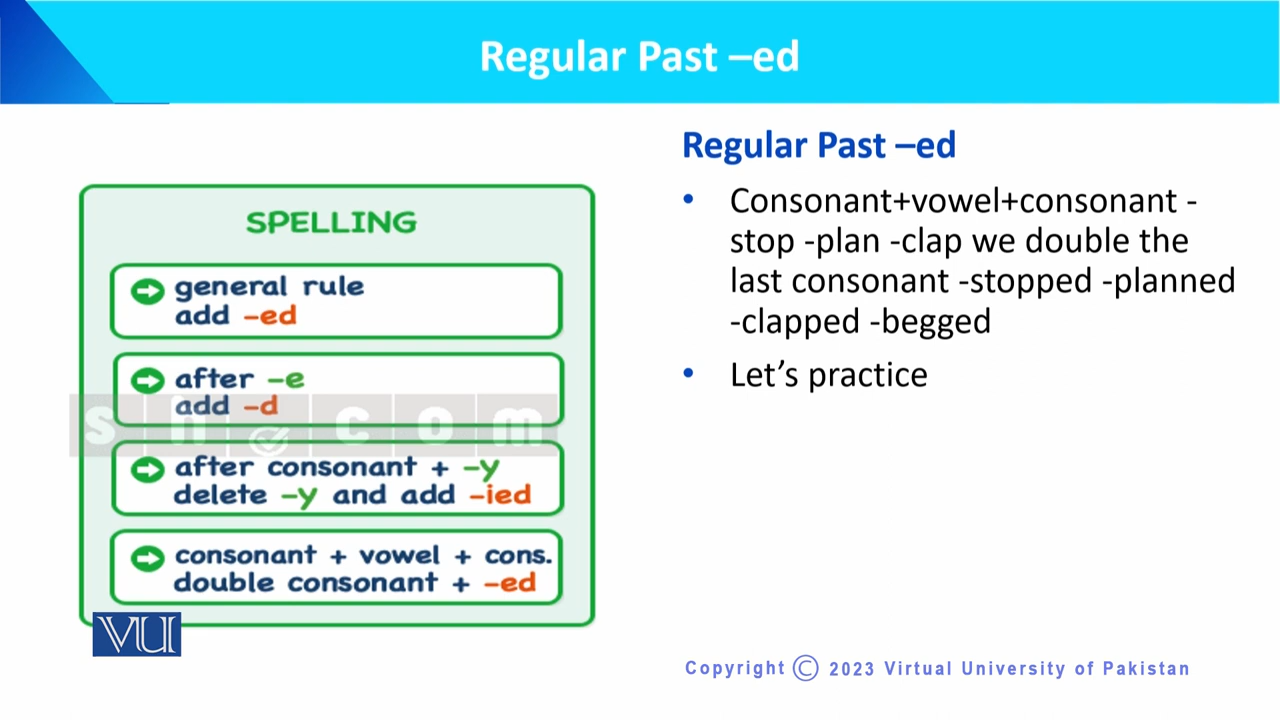 Regular Past –ed
SPELLING
general rule
add –ed
after –e
add –d
after consonant + –y
delete –y and add –ied
consonant + vowel + cons.
double consonant + –ed
VU
Regular Past –ed
• Consonant+vowel+consonant -
stop -plan -clap we double the
last consonant -stopped -planned
-clapped -begged
• Let’s practice
Copyright © 2023 Virtual University of Pakistan